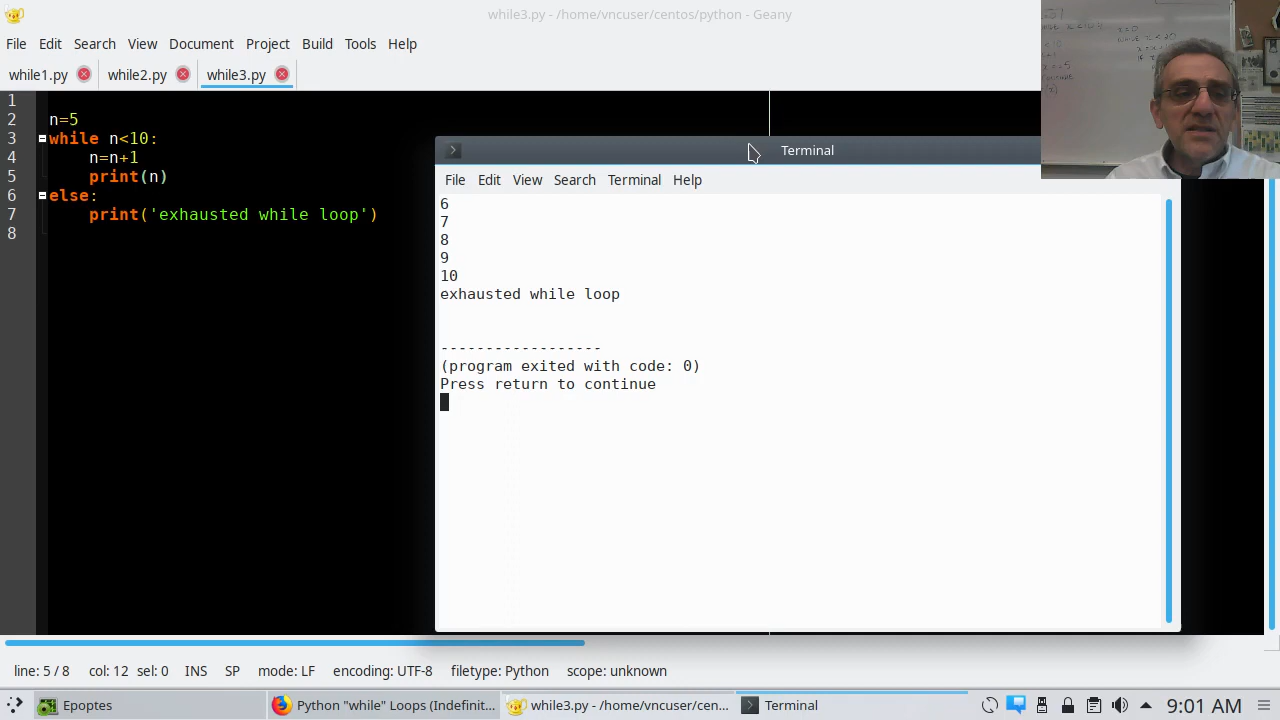 while3.py - /home/vncuser/centos/python - Geany
File Edit Search View Document Project Build Tools Help
while1.py while2.py while3.py
1
2 n=5
3 while n<10:
4 n=n+1
5 print(n)
6 else:
7 print('exhausted while loop')
8
Terminal
File Edit View Search Terminal Help
6
7
8
9
10
exhausted while loop
------------------
(program exited with code: 0)
Press return to continue
line: 5 / 8 col: 12 sel: 0 INS SP mode: LF encoding: UTF-8 filetype: Python scope: unknown
Epoptes Python "while" Loops (Indefinit... while3.py - /home/vncuser/cen... Terminal 9:01 AM